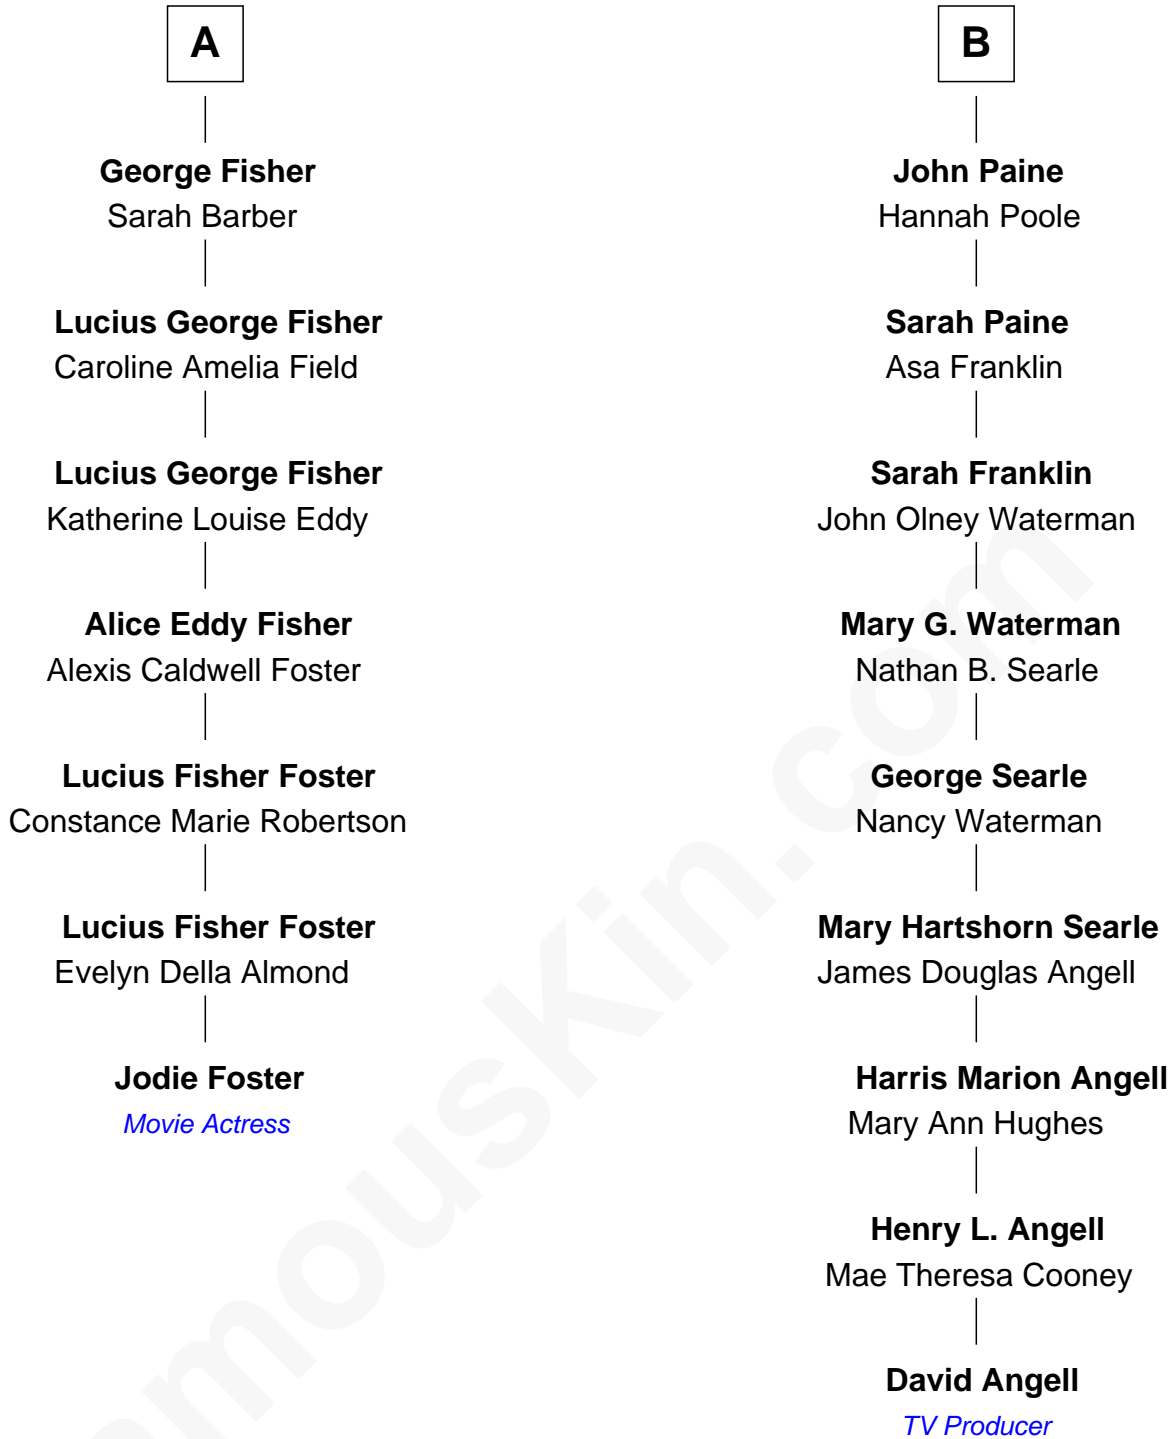 A
George Fisher
Sarah Barber
Lucius George Fisher
Caroline Amelia Field
Lucius George Fisher
Katherine Louise Eddy
Alice Eddy Fisher
Alexis Caldwell Foster
Lucius Fisher Foster
Constance Marie Robertson
Lucius Fisher Foster
Evelyn Della Almond
Jodie Foster
Movie Actress
B
John Paine
Hannah Poole
Sarah Paine
Asa Franklin
Sarah Franklin
John Olney Waterman
Mary G. Waterman
Nathan B. Searle
George Searle
Nancy Waterman
Mary Hartshorn Searle
James Douglas Angell
Harris Marion Angell
Mary Ann Hughes
Henry L. Angell
Mae Theresa Cooney
David Angell
TV Producer
amouskin.com